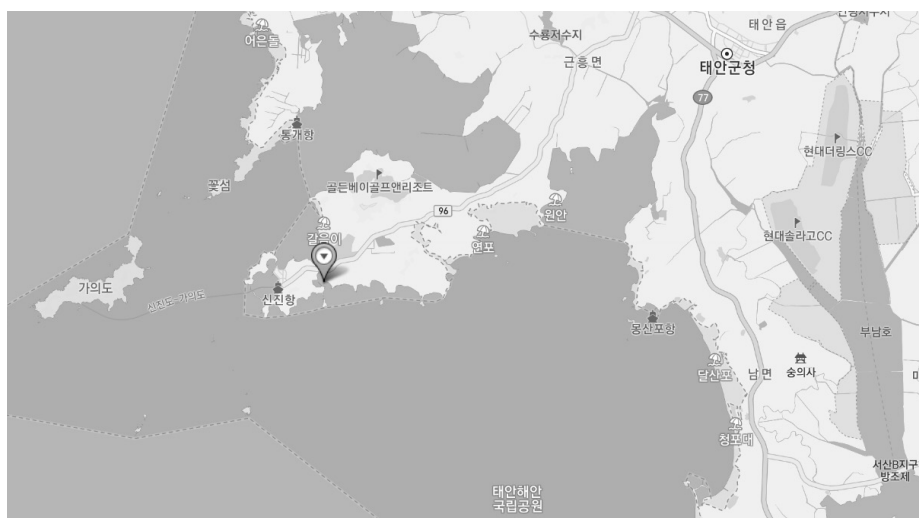 어은돌
수룡저수지
태안읍
근흥면
태안군청
77
통개항
현대더링스CC
꽃섬
골든베이골프앤리조트
96
원안
갈음이
연포
현대솔라고CC
가의도
신진도-가의도
신진항
몽산포항
부남호
달산포
남면
숭의사
청포대
서산B지구
방조제
태안해안
국립공원